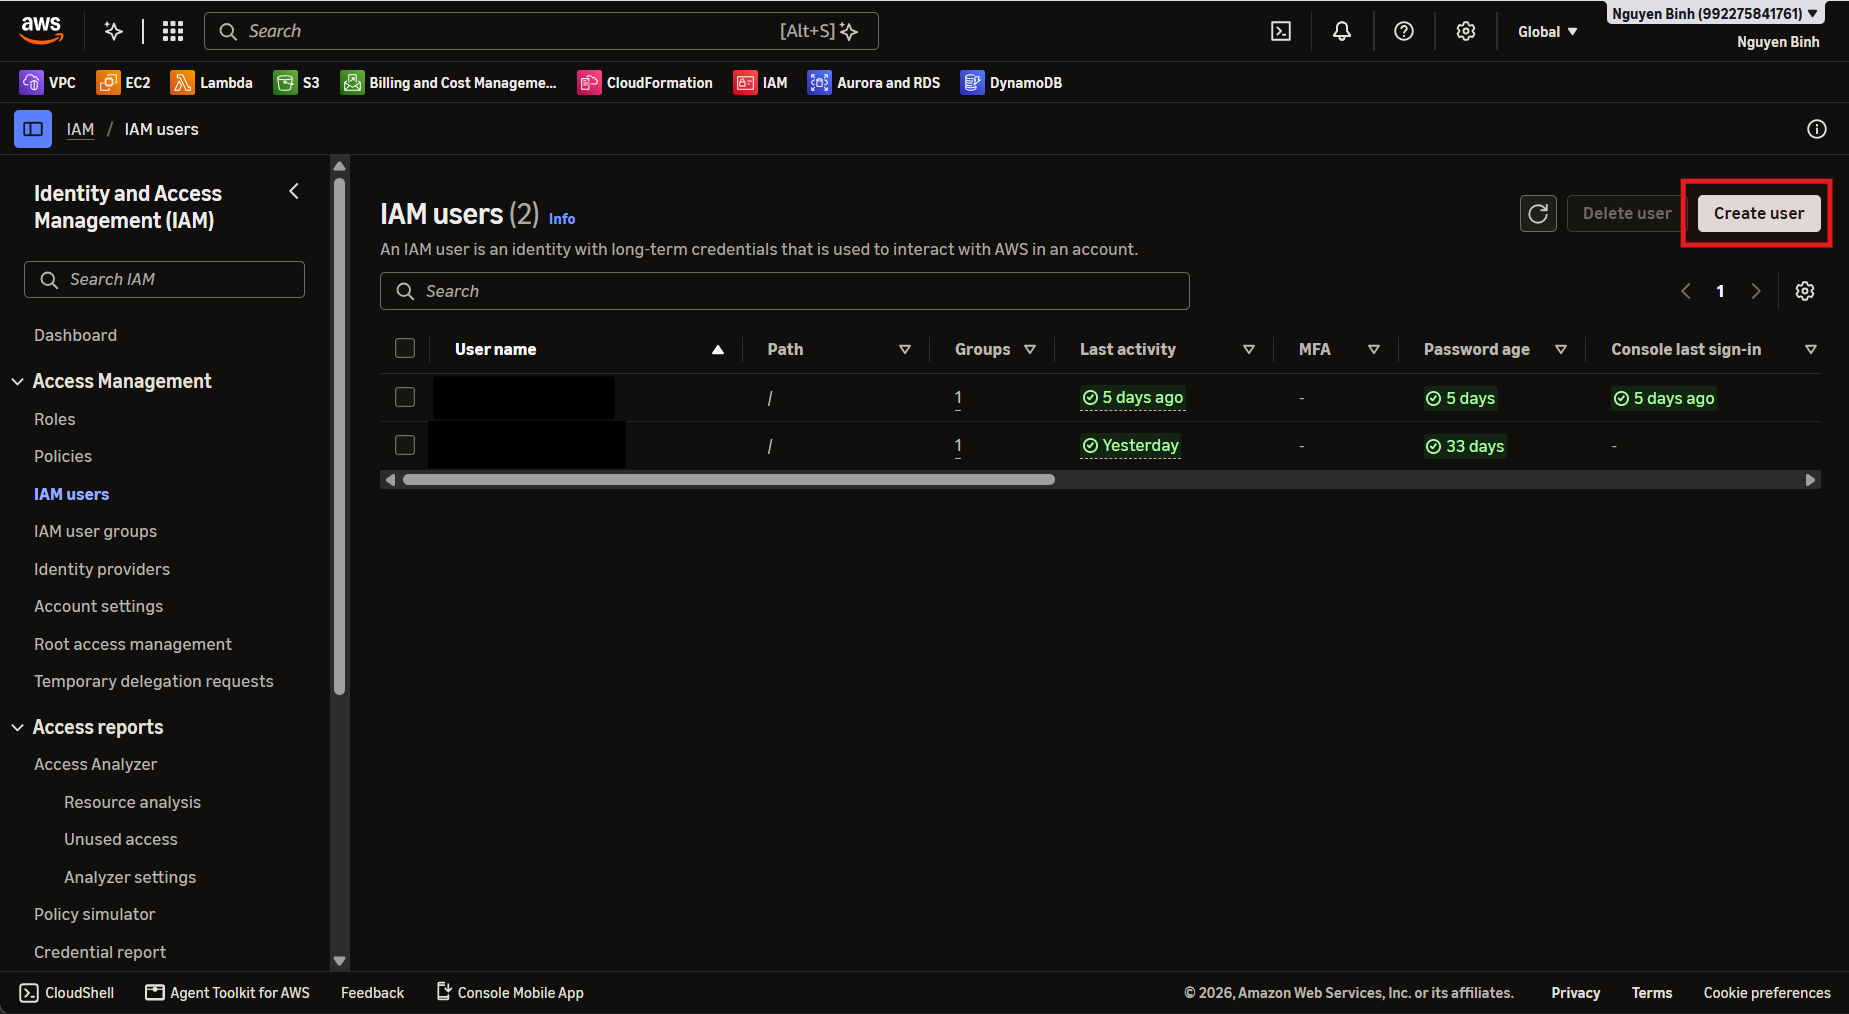 aws
Search [Alt+S]
Global
Nguyen Binh (992275841761)
Nguyen Binh
VPC EC2 Lambda S3 Billing and Cost Manageme... CloudFormation IAM Aurora and RDS DynamoDB
IAM / IAM users
Identity and Access
Management (IAM)
Search IAM
Dashboard
Access Management
Roles
Policies
IAM users
IAM user groups
Identity providers
Account settings
Root access management
Temporary delegation requests
Access reports
Access Analyzer
Resource analysis
Unused access
Analyzer settings
Policy simulator
Credential report
IAM users (2) Info
Delete user Create user
An IAM user is an identity with long-term credentials that is used to interact with AWS in an account.
Search
1
User name Path Groups Last activity MFA Password age Console last sign-in
/ 1 5 days ago - 5 days 5 days ago
/ 1 Yesterday - 33 days -
CloudShell Agent Toolkit for AWS Feedback Console Mobile App
© 2026, Amazon Web Services, Inc. or its affiliates. Privacy Terms Cookie preferences